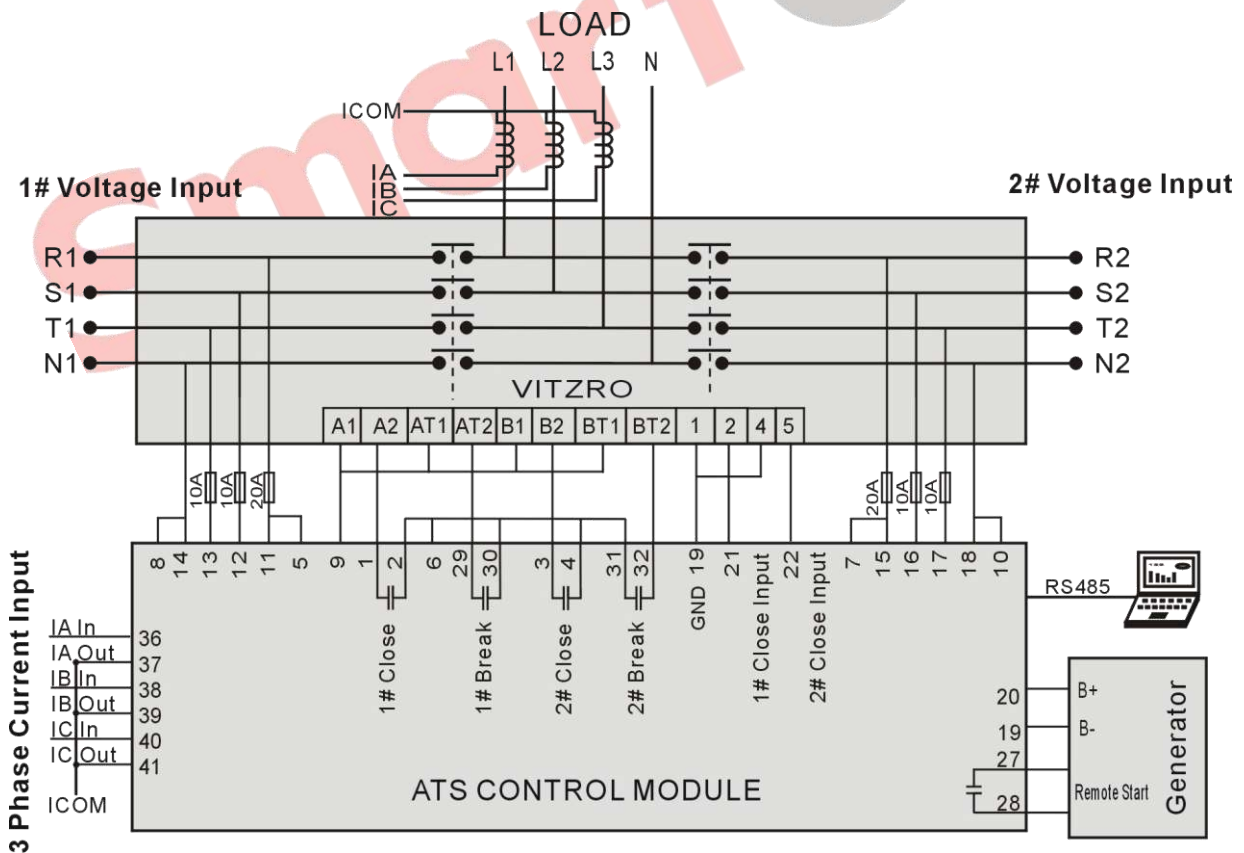 smart
LOAD
L1 L2 L3 N
ICOM
IA
IB
IC
1# Voltage Input
2# Voltage Input
R1
S1
T1
N1
R2
S2
T2
N2
VITZRO
A1 A2 AT1 AT2 B1 B2 BT1 BT2 1 2 4 5
10A 10A 20A
20A 10A 10A
8 14 13 12 11 5 9 1 2 6 29 30 3 4 31 32 GND 19 21 22 7 15 16 17 18 10
1# Close
1# Break
2# Close
2# Break
1# Close Input
2# Close Input
RS485
3 Phase Current Input
IA In 36
IA Out 37
IB In 38
IB Out 39
IC In 40
IC Out 41
ICOM
ATS CONTROL MODULE
20 B+
19 B-
27
28
Remote Start
Generator